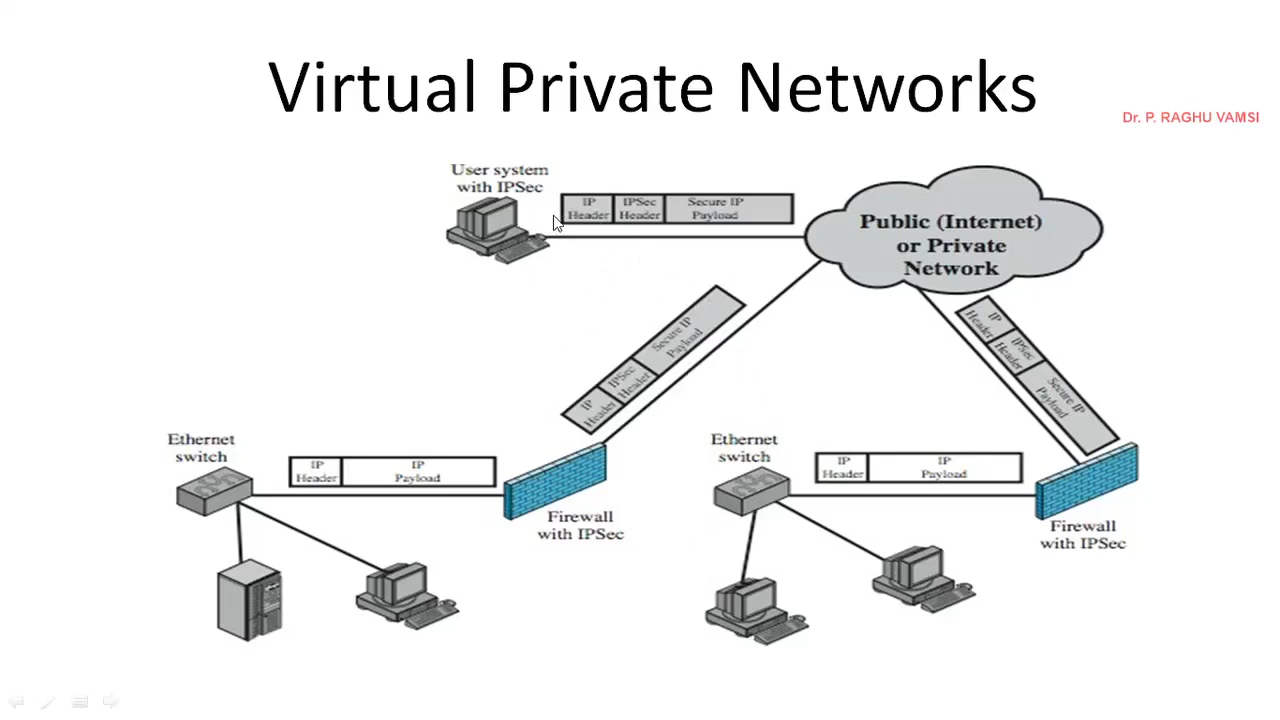 Virtual Private Networks
Dr. P. RAGHU VAMSI
User system
with IPSec
IP
Header
IPSec
Header
Secure IP
Payload
Public (Internet)
or Private
Network
IP
Header
IPSec
Header
Secure IP
Payload
IP
Header
IPSec
Header
Secure IP
Payload
Ethernet
switch
IP
Header
IP
Payload
Firewall
with IPSec
Ethernet
switch
IP
Header
IP
Payload
Firewall
with IPSec